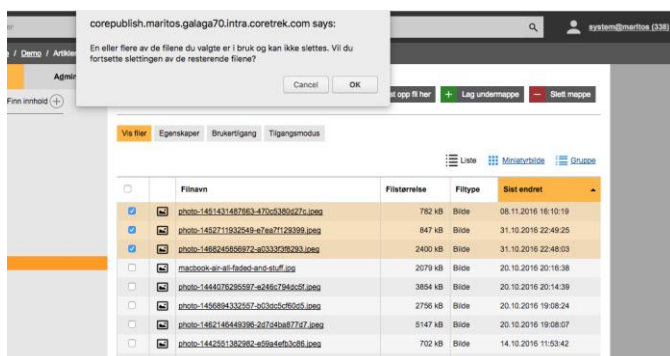 corepublish.maritos.galaga70.intra.coretrek.com says:
En eller flere av de filene du valgte er i bruk og kan ikke slettes. Vil du
fortsette slettingen av de resterende filene?
Cancel OK
system@maritos (338)
/ Demo / Artikler
Admin
Finn innhold
st opp fil her + Lag undermappe − Slett mappe
Vis filer Egenskaper Brukertilgang Tilgangsmodus
Liste Miniatyrbilde Gruppe
Filnavn Filstørrelse Filtype Sist endret
photo-1451431487663-470c5380d27c.jpeg 782 kB Bilde 08.11.2016 16:10:19
photo-1452711932549-e7ea7f129399.jpeg 847 kB Bilde 31.10.2016 22:49:25
photo-1468245856972-a0333f3f8293.jpeg 2400 kB Bilde 31.10.2016 22:48:03
macbook-air-all-faded-and-stuff.jpg 2079 kB Bilde 20.10.2016 20:16:38
photo-1444076295597-e246c794dc5f.jpeg 3854 kB Bilde 20.10.2016 20:14:39
photo-1456894332557-b03dc5cf60d5.jpeg 2756 kB Bilde 20.10.2016 19:08:24
photo-1462146449396-2d7d4ba877d7.jpeg 5147 kB Bilde 20.10.2016 19:08:07
photo-1442551382982-e59a4efb3c86.jpeg 702 kB Bilde 14.10.2016 11:53:42